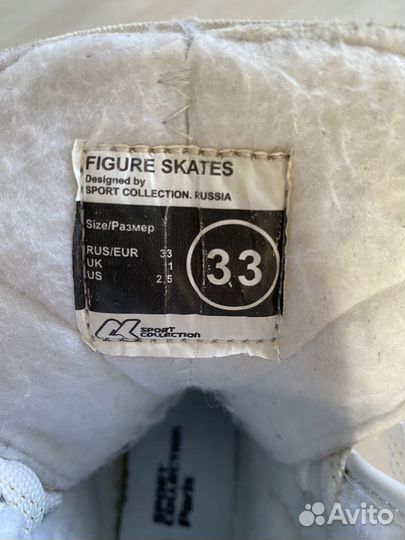 FIGURE SKATES
Designed by
SPORT COLLECTION. RUSSIA
Size/Размер
RUS/EUR 33
UK 1
US 2,5
33
SPORT
COLLECTION
SPORT
COLLECTION
Paris
Avito